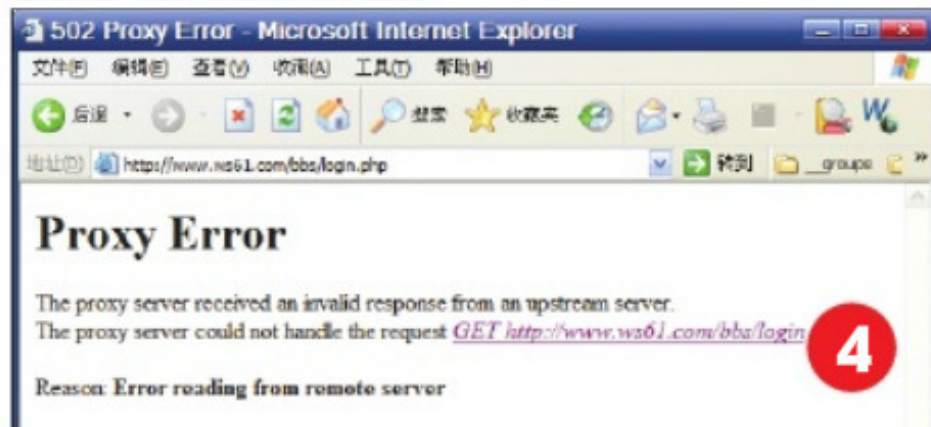 502 Proxy Error - Microsoft Internet Explorer
文件(F) 编辑(E) 查看(V) 收藏(A) 工具(T) 帮助(H)
后退 搜索 收藏夹
地址(D) http://www.ws61.com/bbs/login.php 转到 __groups »
Proxy Error
The proxy server received an invalid response from an upstream server.
The proxy server could not handle the request GET http://www.ws61.com/bbs/login
4
Reason: Error reading from remote server